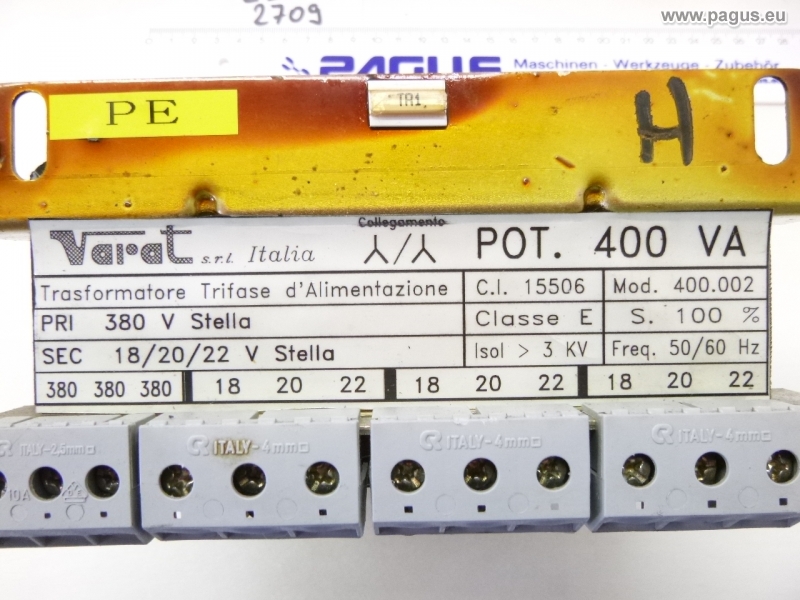 2709
www.pagus.eu
PAGUS Maschinen · Werkzeuge · Zubehör
PE
TA1
H
Varat s.r.l. Italia
Collegamento
POT. 400 VA
Trasformatore Trifase d'Alimentazione
C.I. 15506
Mod. 400.002
PRI 380 V Stella
Classe E
S. 100 %
SEC 18/20/22 V Stella
Isol > 3 KV
Freq. 50/60 Hz
380 380 380 18 20 22 18 20 22 18 20 22
ITALY-2,5mm□
ITALY-4mm□
ITALY-4mm□
ITALY-4mm□
10A